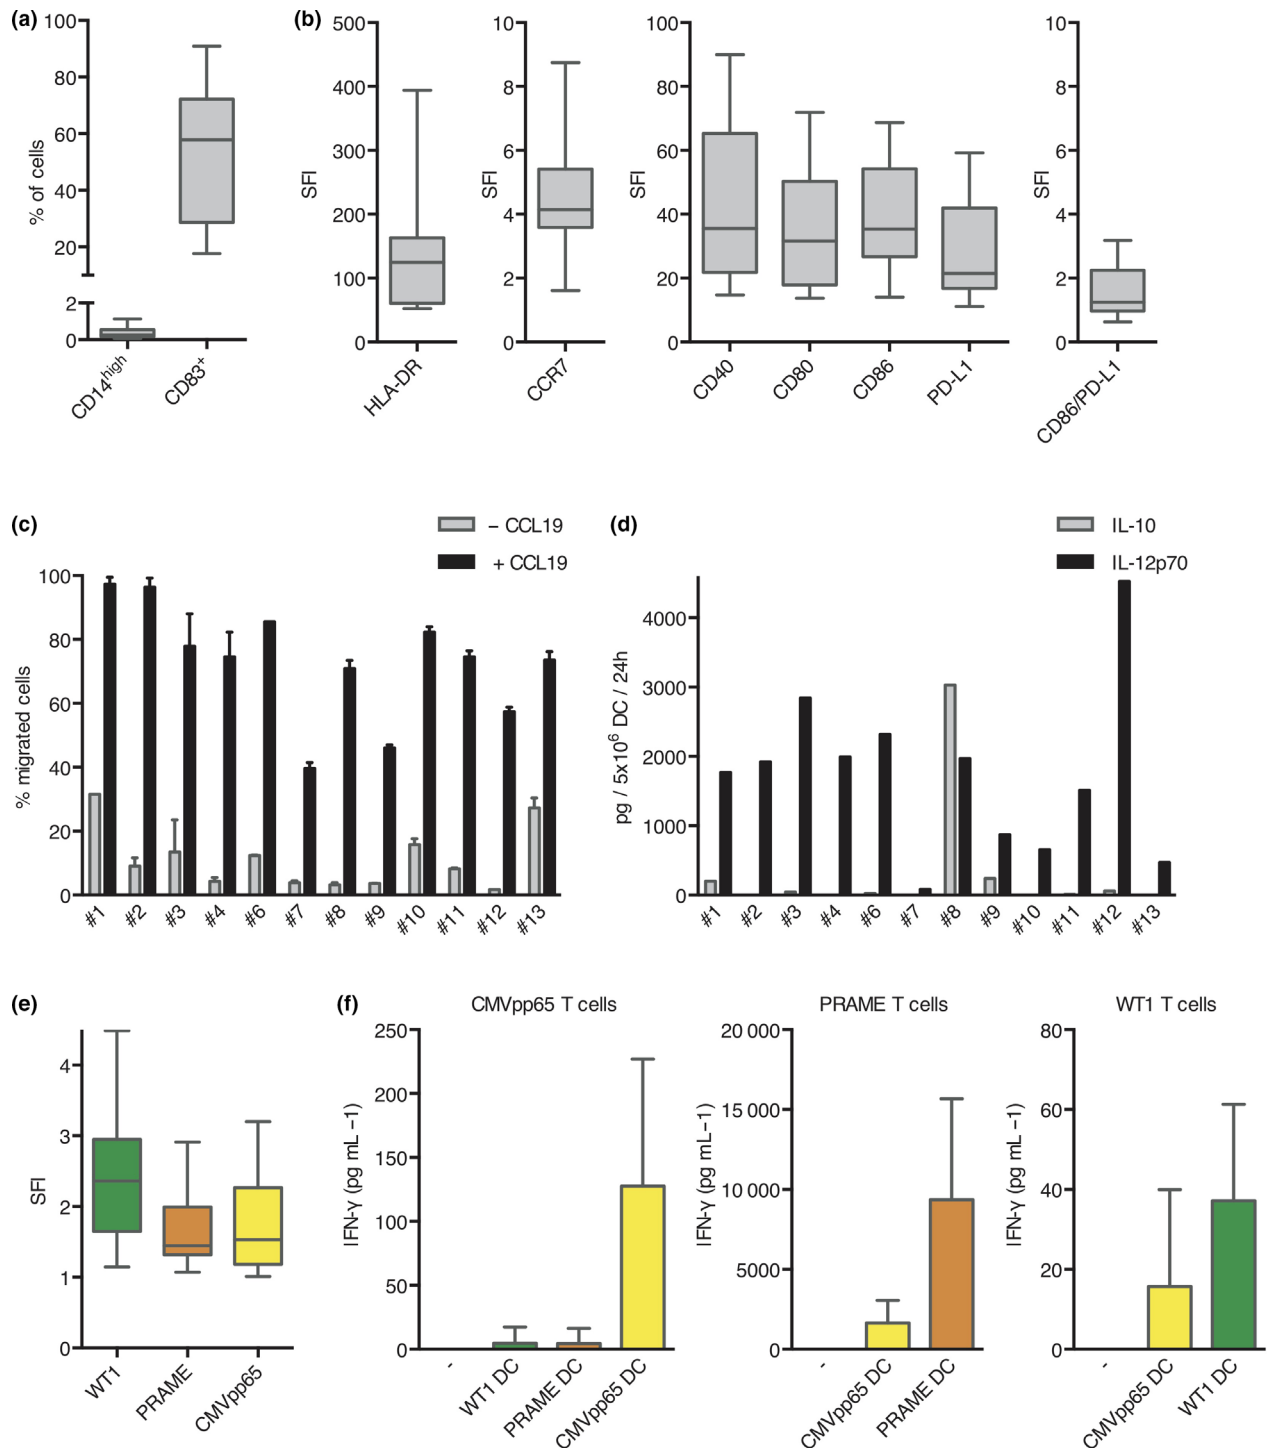 (a)
100
80
60
40
20
2
0
% of cells
CD14high
CD83+
(b)
500
400
300
200
100
0
SFI
HLA-DR
10
8
6
4
2
0
SFI
CCR7
100
80
60
40
20
0
SFI
CD40
CD80
CD86
PD-L1
10
8
6
4
2
0
SFI
CD86/PD-L1
(c)
− CCL19
+ CCL19
100
80
60
40
20
0
% migrated cells
#1
#2
#3
#4
#6
#7
#8
#9
#10
#11
#12
#13
(d)
IL-10
IL-12p70
4000
3000
2000
1000
0
pg / 5x10⁶ DC / 24h
#1
#2
#3
#4
#6
#7
#8
#9
#10
#11
#12
#13
(e)
4
3
2
1
0
SFI
WT1
PRAME
CMVpp65
(f)
CMVpp65 T cells
250
200
150
100
50
0
IFN-γ (pg mL−1)
-
WT1 DC
PRAME DC
CMVpp65 DC
PRAME T cells
20 000
15 000
10 000
5000
0
IFN-γ (pg mL−1)
-
CMVpp65 DC
PRAME DC
WT1 T cells
80
60
40
20
0
IFN-γ (pg mL−1)
-
CMVpp65 DC
WT1 DC